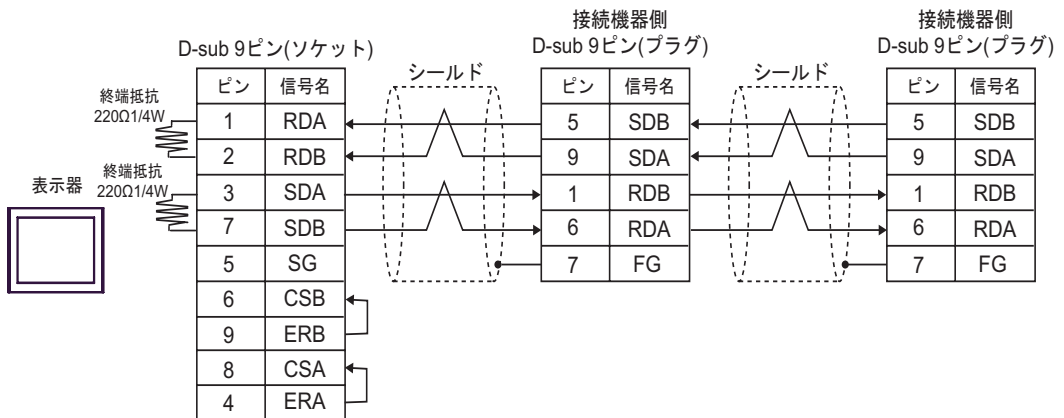 接続機器側
D-sub 9ピン(プラグ)
接続機器側
D-sub 9ピン(プラグ)
D-sub 9ピン(ソケット)
シールド
シールド
終端抵抗
220Ω1/4W
終端抵抗
220Ω1/4W
表示器
ピン 信号名
1 RDA
2 RDB
3 SDA
7 SDB
5 SG
6 CSB
9 ERB
8 CSA
4 ERA
ピン 信号名
5 SDB
9 SDA
1 RDB
6 RDA
7 FG
ピン 信号名
5 SDB
9 SDA
1 RDB
6 RDA
7 FG